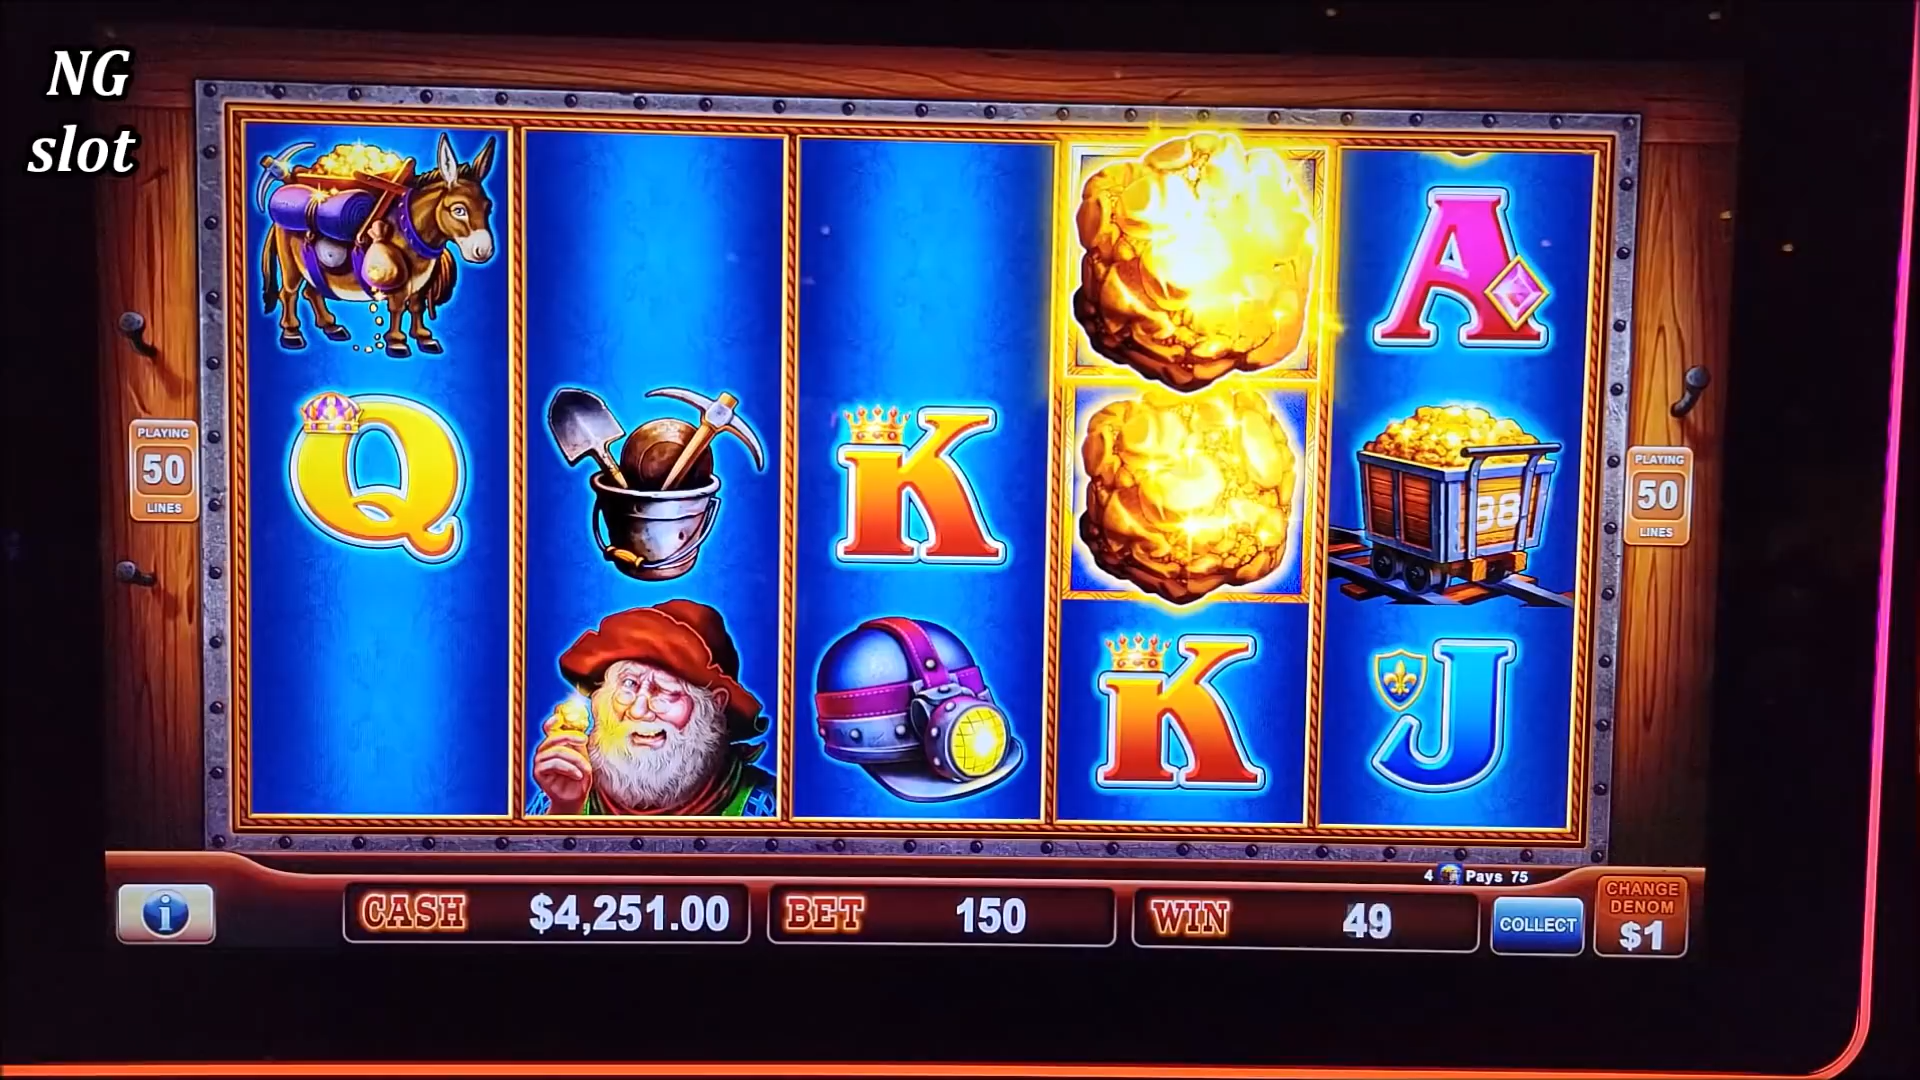 NG
slot
A
Q
K
88
K
J
PLAYING
50
LINES
PLAYING
50
LINES
4 Pays 75
i
CASH $4,251.00
BET 150
WIN 49
COLLECT
CHANGE
DENOM
$1